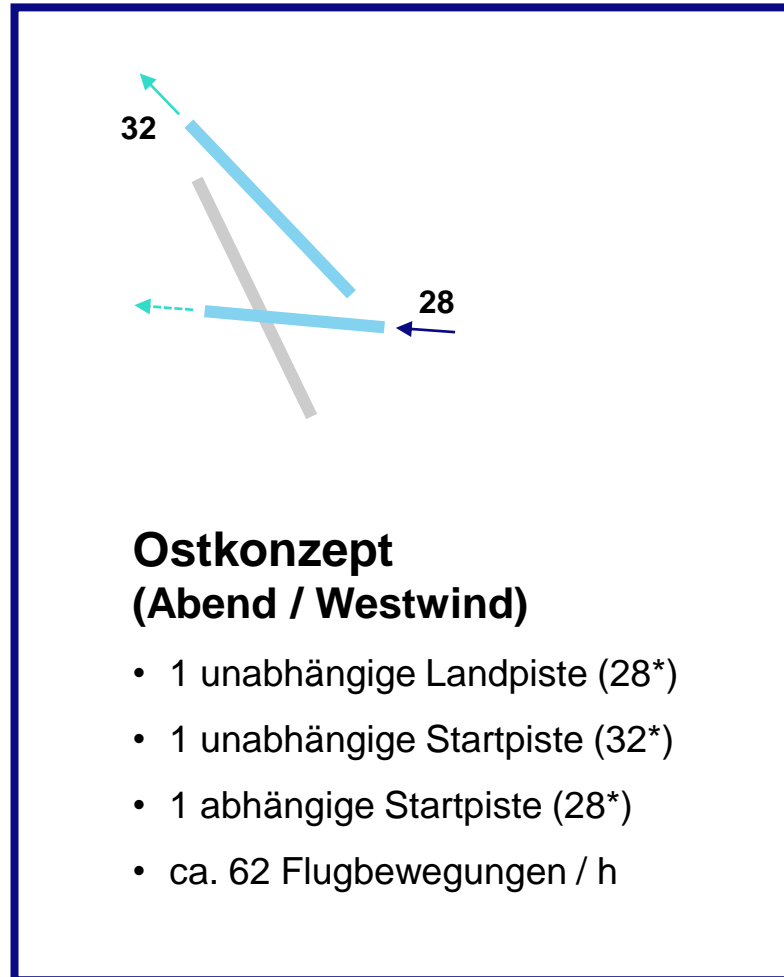 32
28
Ostkonzept
(Abend / Westwind)
• 1 unabhängige Landpiste (28*)
• 1 unabhängige Startpiste (32*)
• 1 abhängige Startpiste (28*)
• ca. 62 Flugbewegungen / h